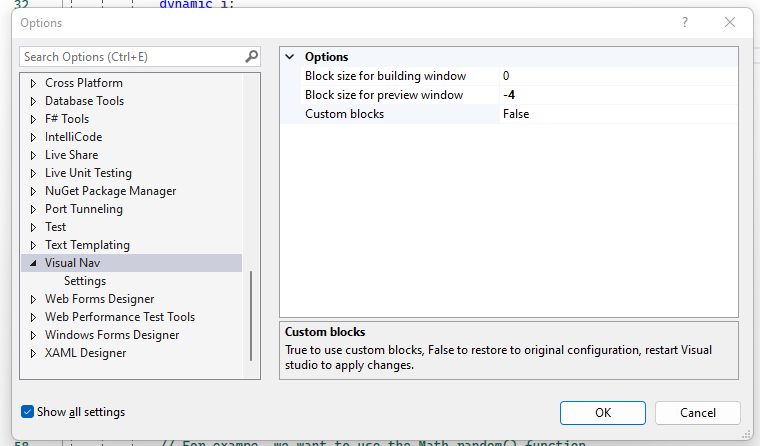 32 dynamic i;
Options
?
Search Options (Ctrl+E)
Cross Platform
Database Tools
F# Tools
IntelliCode
Live Share
Live Unit Testing
NuGet Package Manager
Port Tunneling
Test
Text Templating
Visual Nav
Settings
Web Forms Designer
Web Performance Test Tools
Windows Forms Designer
XAML Designer
Options
Block size for building window 0
Block size for preview window -4
Custom blocks False
Custom blocks
True to use custom blocks, False to restore to original configuration, restart Visual
studio to apply changes.
Show all settings
OK Cancel
58 // For exampe, we want to use the Math.random() function